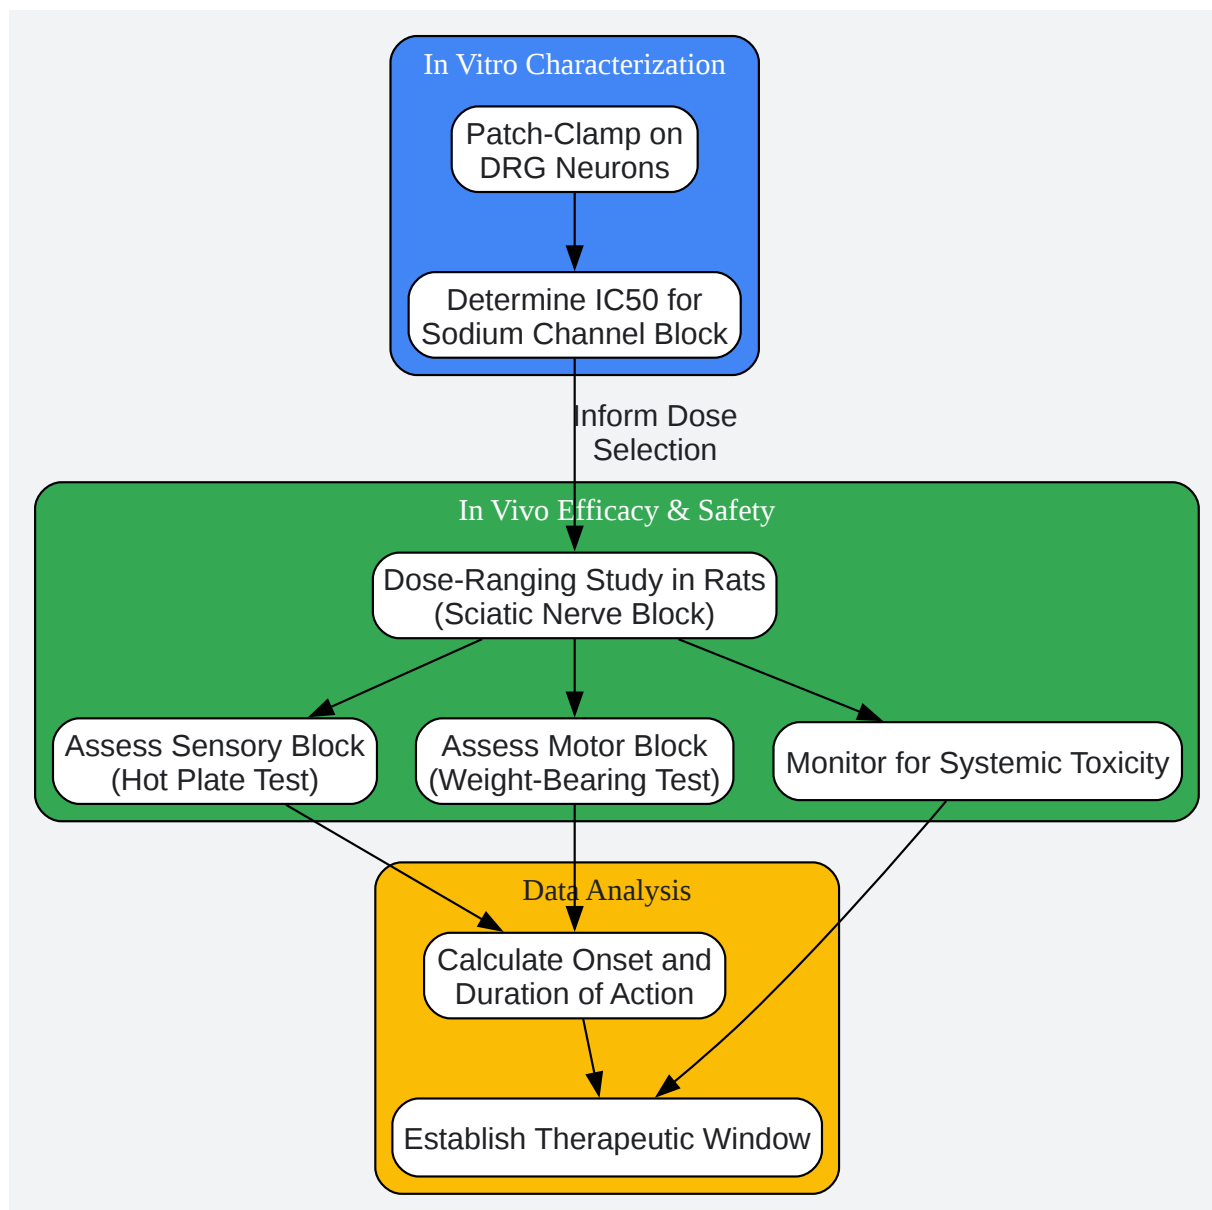 In Vitro Characterization
Patch-Clamp on
DRG Neurons
Determine IC50 for
Sodium Channel Block
Inform Dose
Selection
In Vivo Efficacy & Safety
Dose-Ranging Study in Rats
(Sciatic Nerve Block)
Assess Sensory Block
(Hot Plate Test)
Assess Motor Block
(Weight-Bearing Test)
Monitor for Systemic Toxicity
Data Analysis
Calculate Onset and
Duration of Action
Establish Therapeutic Window